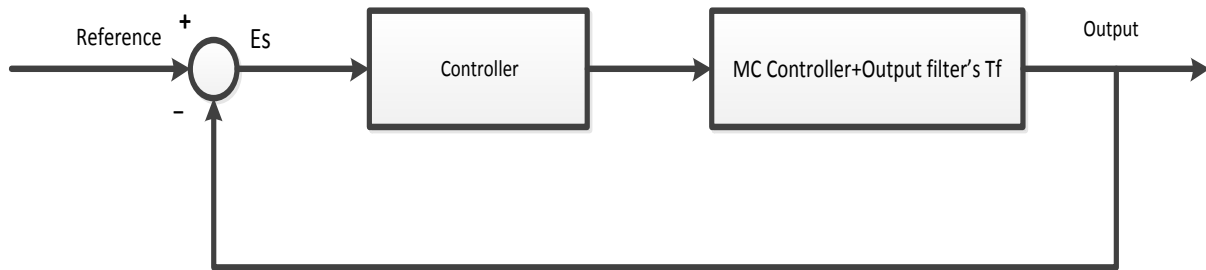 +
Reference
Es
−
Controller
MC Controller+Output filter's Tf
Output